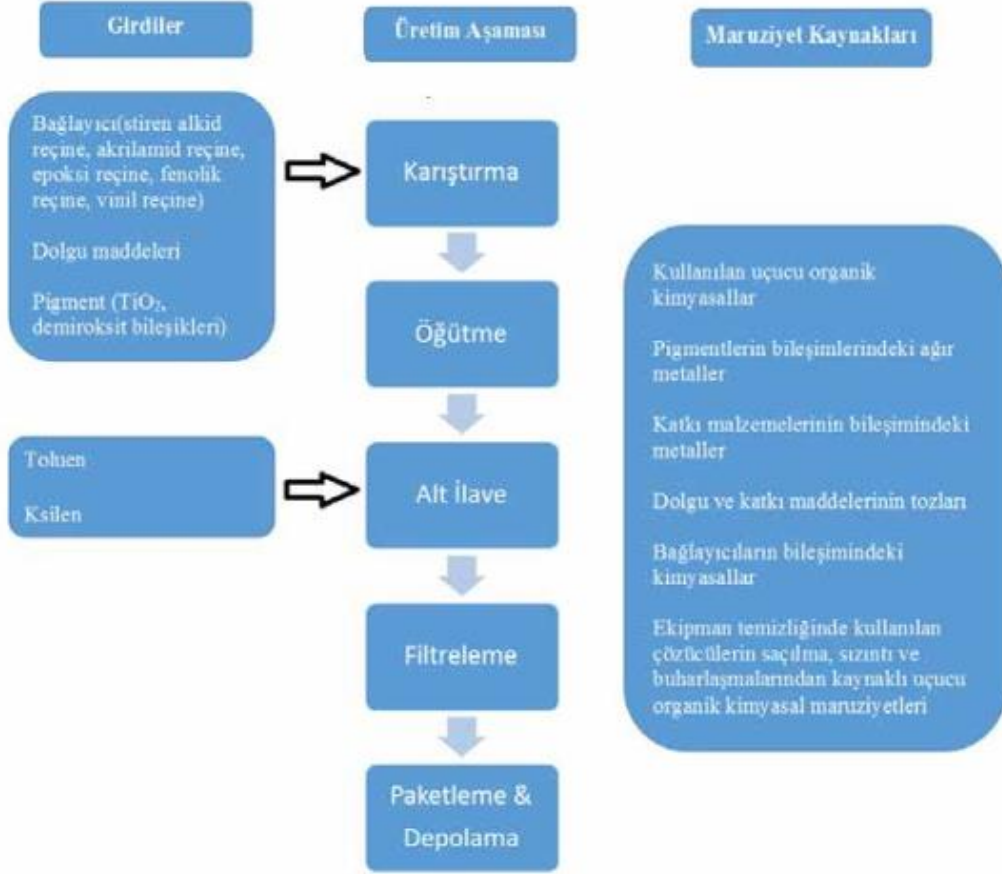 Girdiler
Üretim Aşaması
Maruziyet Kaynakları
Bağlayıcı(stiren alkid
reçine, akrilamid reçine,
epoksi reçine, fenolik
reçine, vinil reçine)
Dolgu maddeleri
Pigment (TiO₂,
demiroksit bileşikleri)
Toluen
Ksilen
Karıştırma
Öğütme
Alt İlave
Filtreleme
Paketleme &
Depolama
Kullanılan uçucu organik
kimyasallar
Pigmentlerin bileşimlerindeki ağır
metaller
Katkı malzemelerinin bileşimindeki
metaller
Dolgu ve katkı maddelerinin tozları
Bağlayıcıların bileşimindeki
kimyasallar
Ekipman temizliğinde kullanılan
çözücülerin saçılma, sızıntı ve
buharlaşmalarından kaynaklı uçucu
organik kimyasal maruziyetleri